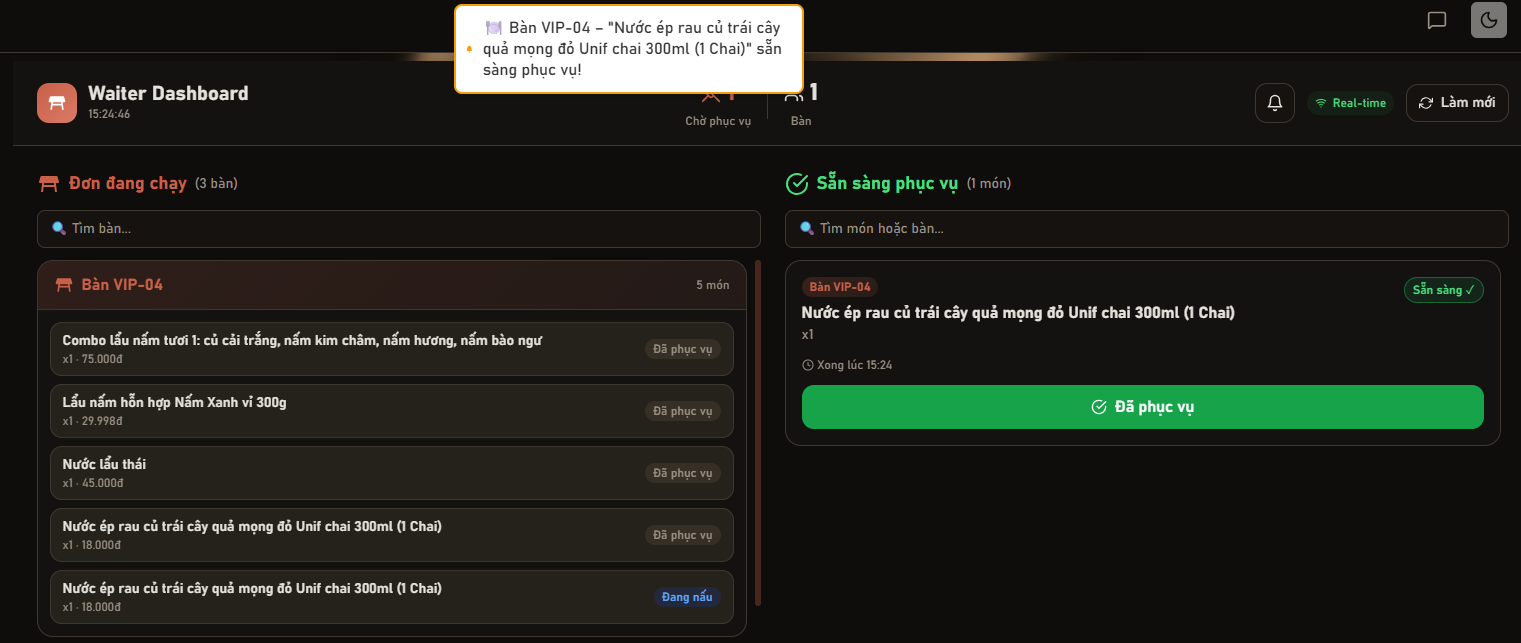 Bàn VIP-04 – "Nước ép rau củ trái cây
quả mọng đỏ Unif chai 300ml (1 Chai)" sẵn
sàng phục vụ!
Waiter Dashboard
15:24:46
Chờ phục vụ
1
Bàn
Real-time
Làm mới
Đơn đang chạy (3 bàn)
Tìm bàn...
Bàn VIP-04
5 món
Combo lẩu nấm tươi 1: củ cải trắng, nấm kim châm, nấm hương, nấm bào ngư
x1 · 75.000đ
Đã phục vụ
Lẩu nấm hỗn hợp Nấm Xanh vỉ 300g
x1 · 29.998đ
Đã phục vụ
Nước lẩu thái
x1 · 45.000đ
Đã phục vụ
Nước ép rau củ trái cây quả mọng đỏ Unif chai 300ml (1 Chai)
x1 · 18.000đ
Đã phục vụ
Nước ép rau củ trái cây quả mọng đỏ Unif chai 300ml (1 Chai)
x1 · 18.000đ
Đang nấu
Sẵn sàng phục vụ (1 món)
Tìm món hoặc bàn...
Bàn VIP-04
Sẵn sàng ✓
Nước ép rau củ trái cây quả mọng đỏ Unif chai 300ml (1 Chai)
x1
Xong lúc 15:24
Đã phục vụ